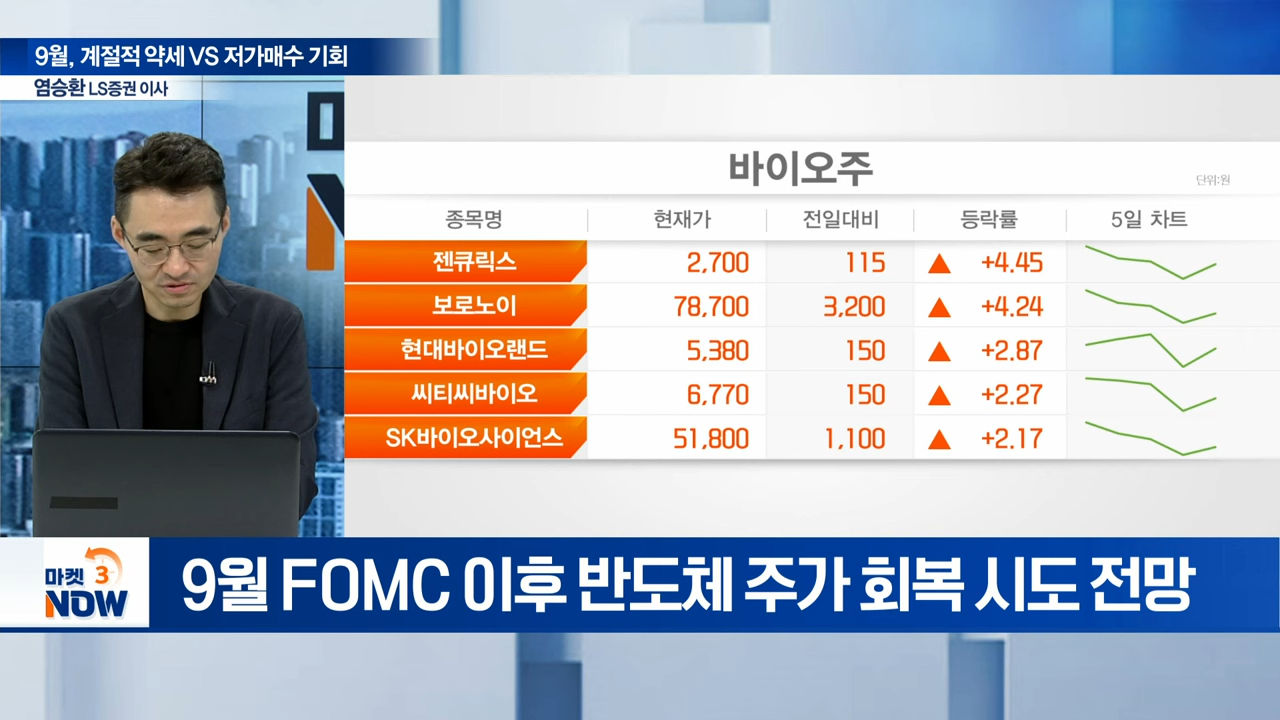 9월, 계절적 약세 VS 저가매수 기회
염승환 LS증권 이사
바이오주
단위:원
종목명 현재가 전일대비 등락률 5일 차트
젠큐릭스 2,700 115 ▲ +4.45
보로노이 78,700 3,200 ▲ +4.24
현대바이오랜드 5,380 150 ▲ +2.87
씨티씨바이오 6,770 150 ▲ +2.27
SK바이오사이언스 51,800 1,100 ▲ +2.17
마켓 3
NOW
9월 FOMC 이후 반도체 주가 회복 시도 전망